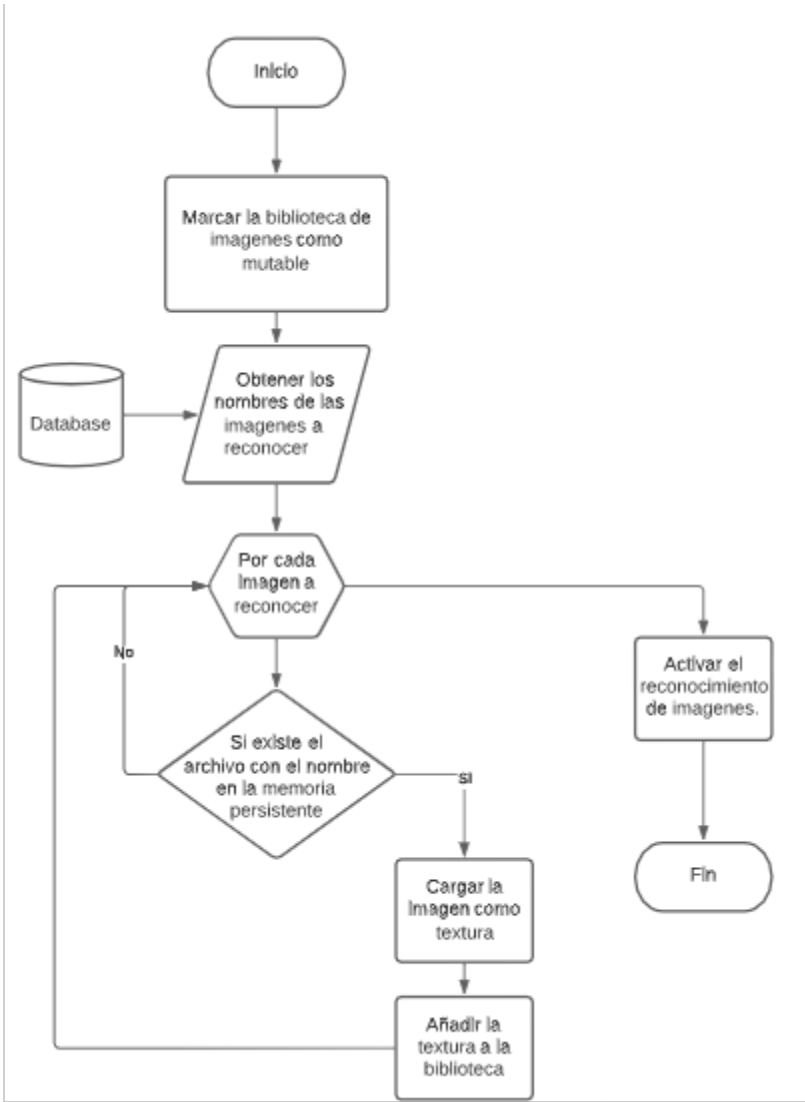 Inicio
Marcar la biblioteca de
imagenes como
mutable
Obtener los
nombres de las
imagenes a
reconocer
Database
Por cada
Imagen a
reconocer
No
Activar el
reconocimiento
de imagenes.
Si existe el
archivo con el nombre
en la memoria
persistente
SI
Fin
Cargar la
Imagen como
textura
Añadir la
textura a la
biblioteca